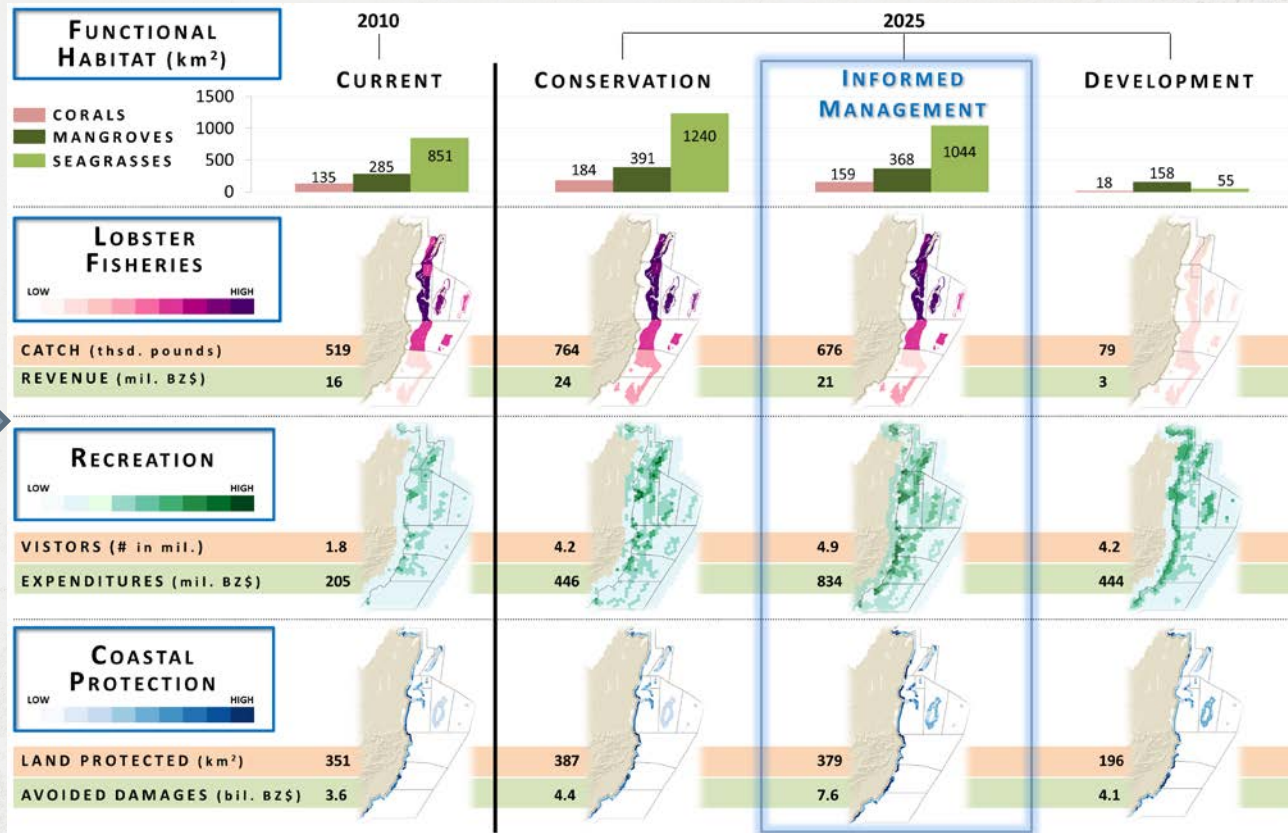 FUNCTIONAL
HABITAT (km²)
2010
2025
CURRENT
CONSERVATION
INFORMED
MANAGEMENT
DEVELOPMENT
CORALS
MANGROVES
SEAGRASSES
1500
1000
500
0
135 285 851
184 391 1240
159 368 1044
18 158 55
LOBSTER
FISHERIES
LOW HIGH
CATCH (thsd. pounds) 519 764 676 79
REVENUE (mil. BZ$) 16 24 21 3
RECREATION
LOW HIGH
VISTORS (# in mil.) 1.8 4.2 4.9 4.2
EXPENDITURES (mil. BZ$) 205 446 834 444
COASTAL
PROTECTION
LOW HIGH
LAND PROTECTED (km²) 351 387 379 196
AVOIDED DAMAGES (bil. BZ$) 3.6 4.4 7.6 4.1